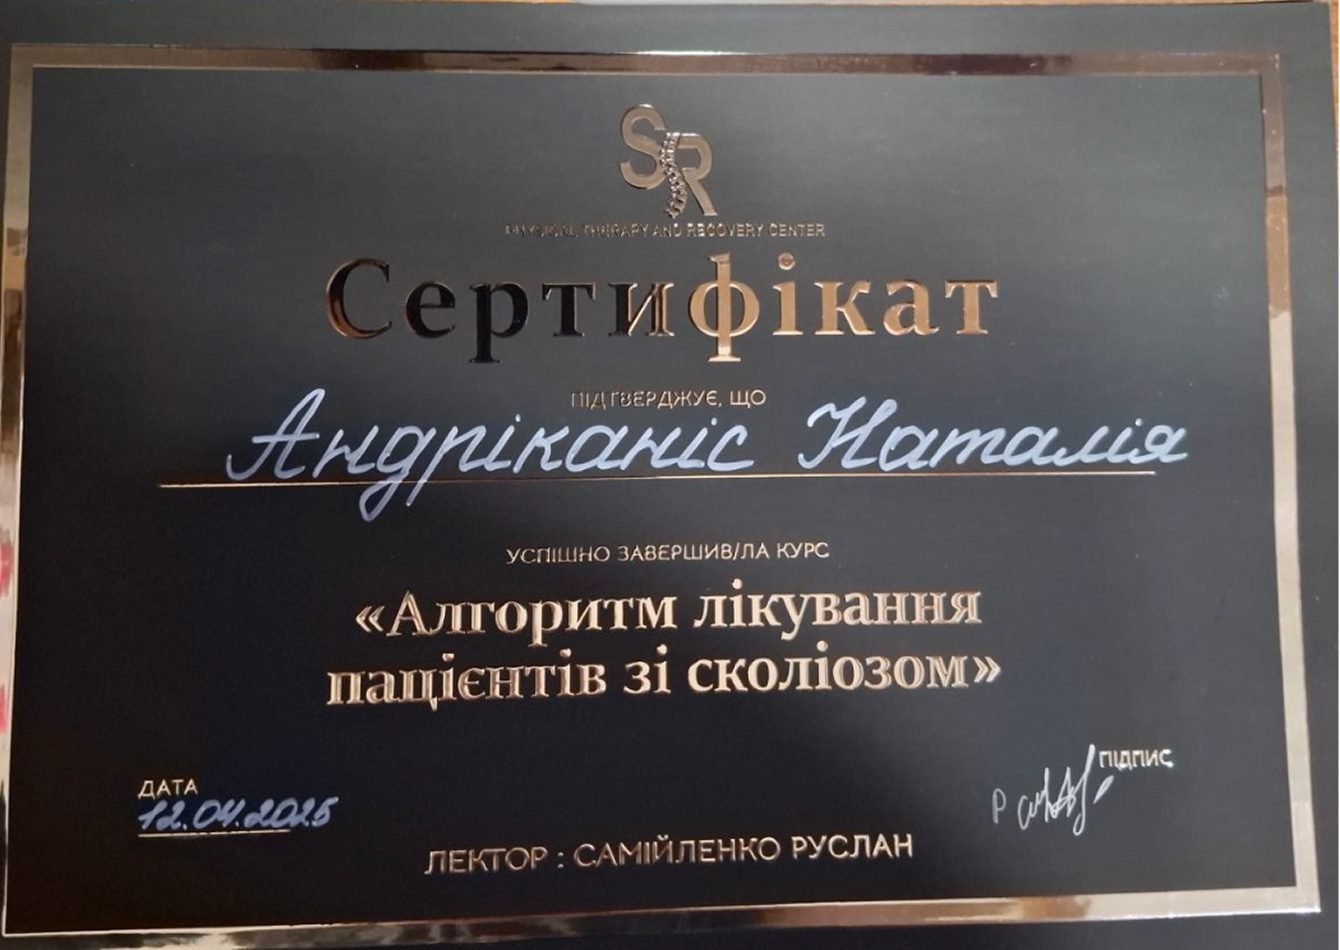 SR
PHYSICAL THERAPY AND RECOVERY CENTER
Сертифікат
ПІДТВЕРДЖУЄ, ЩО
Андріканіс Наталія
УСПІШНО ЗАВЕРШИВ/ЛА КУРС
«Алгоритм лікування
пацієнтів зі сколіозом»
ДАТА
12.04.2025
ПІДПИС
ЛЕКТОР : САМІЙЛЕНКО РУСЛАН